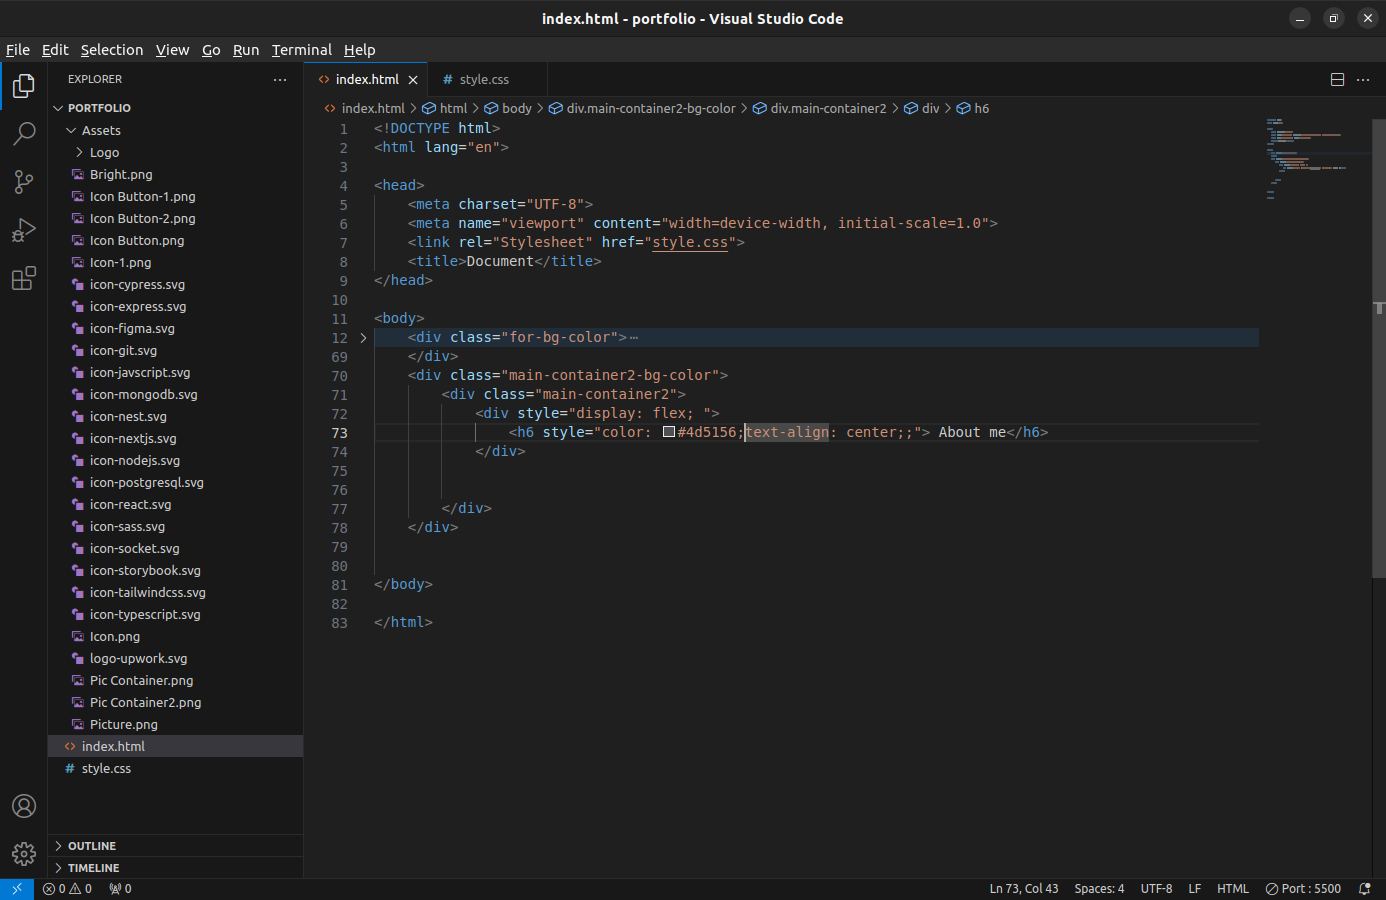 index.html - portfolio - Visual Studio Code
File Edit Selection View Go Run Terminal Help
EXPLORER
PORTFOLIO
Assets
Logo
Bright.png
Icon Button-1.png
Icon Button-2.png
Icon Button.png
Icon-1.png
icon-cypress.svg
icon-express.svg
icon-figma.svg
icon-git.svg
icon-javscript.svg
icon-mongodb.svg
icon-nest.svg
icon-nextjs.svg
icon-nodejs.svg
icon-postgresql.svg
icon-react.svg
icon-sass.svg
icon-socket.svg
icon-storybook.svg
icon-tailwindcss.svg
icon-typescript.svg
Icon.png
logo-upwork.svg
Pic Container.png
Pic Container2.png
Picture.png
index.html
style.css
OUTLINE
TIMELINE
index.html
style.css
index.html > html > body > div.main-container2-bg-color > div.main-container2 > div > h6
1 <!DOCTYPE html>
2 <html lang="en">
3
4 <head>
5 <meta charset="UTF-8">
6 <meta name="viewport" content="width=device-width, initial-scale=1.0">
7 <link rel="Stylesheet" href="style.css">
8 <title>Document</title>
9 </head>
10
11 <body>
12 <div class="for-bg-color">⋯
69 </div>
70 <div class="main-container2-bg-color">
71 <div class="main-container2">
72 <div style="display: flex; ">
73 <h6 style="color: #4d5156;text-align: center;;"> About me</h6>
74 </div>
75
76
77 </div>
78 </div>
79
80
81 </body>
82
83 </html>
0 0 0
Ln 73, Col 43 Spaces: 4 UTF-8 LF HTML Port : 5500